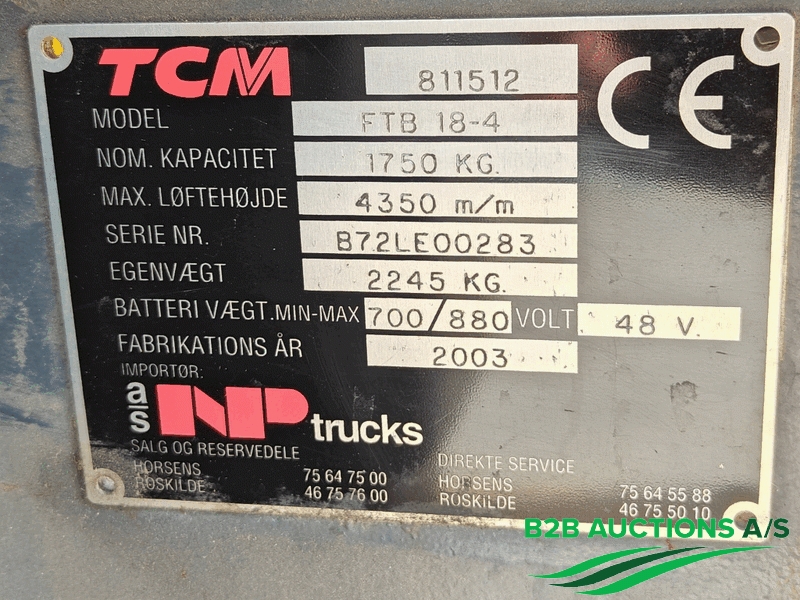 TCM 811512 CE
MODEL FTB 18-4
NOM. KAPACITET 1750 KG.
MAX. LØFTEHØJDE 4350 m/m
SERIE NR. B72LE00283
EGENVÆGT 2245 KG.
BATTERI VÆGT. MIN-MAX 700/880 VOLT 48 V.
FABRIKATIONS ÅR 2003
IMPORTØR:
a/s NP trucks
SALG OG RESERVEDELE
HORSENS 75 64 75 00
ROSKILDE 46 75 76 00
DIREKTE SERVICE
HORSENS 75 64 55 88
ROSKILDE 46 75 50 10
B2B AUCTIONS A/S